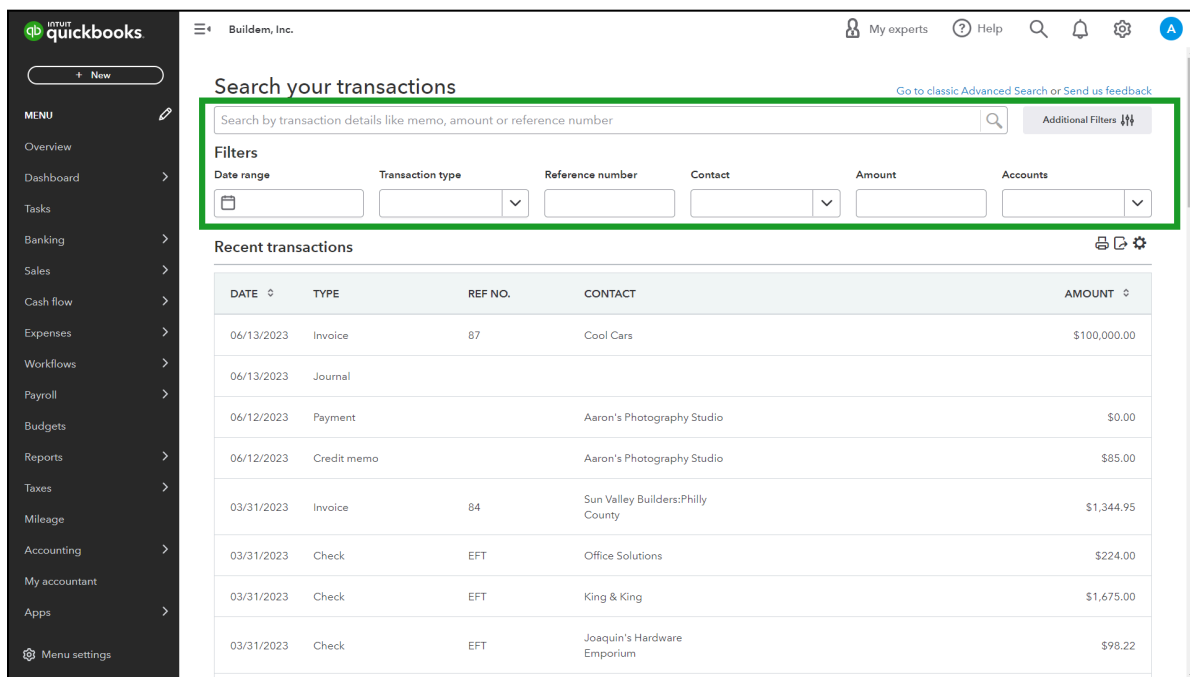 INTUIT
quickbooks.
Buildem, Inc.
My experts
Help
A
+ New
MENU
Overview
Dashboard
Tasks
Banking
Sales
Cash flow
Expenses
Workflows
Payroll
Budgets
Reports
Taxes
Mileage
Accounting
My accountant
Apps
Menu settings
Search your transactions
Go to classic Advanced Search or Send us feedback
Search by transaction details like memo, amount or reference number
Additional Filters
Filters
Date range Transaction type Reference number Contact Amount Accounts
Recent transactions
DATE TYPE REF NO. CONTACT AMOUNT
06/13/2023 Invoice 87 Cool Cars $100,000.00
06/13/2023 Journal
06/12/2023 Payment Aaron's Photography Studio $0.00
06/12/2023 Credit memo Aaron's Photography Studio $85.00
03/31/2023 Invoice 84 Sun Valley Builders:Philly
County $1,344.95
03/31/2023 Check EFT Office Solutions $224.00
03/31/2023 Check EFT King & King $1,675.00
03/31/2023 Check EFT Joaquin's Hardware
Emporium $98.22